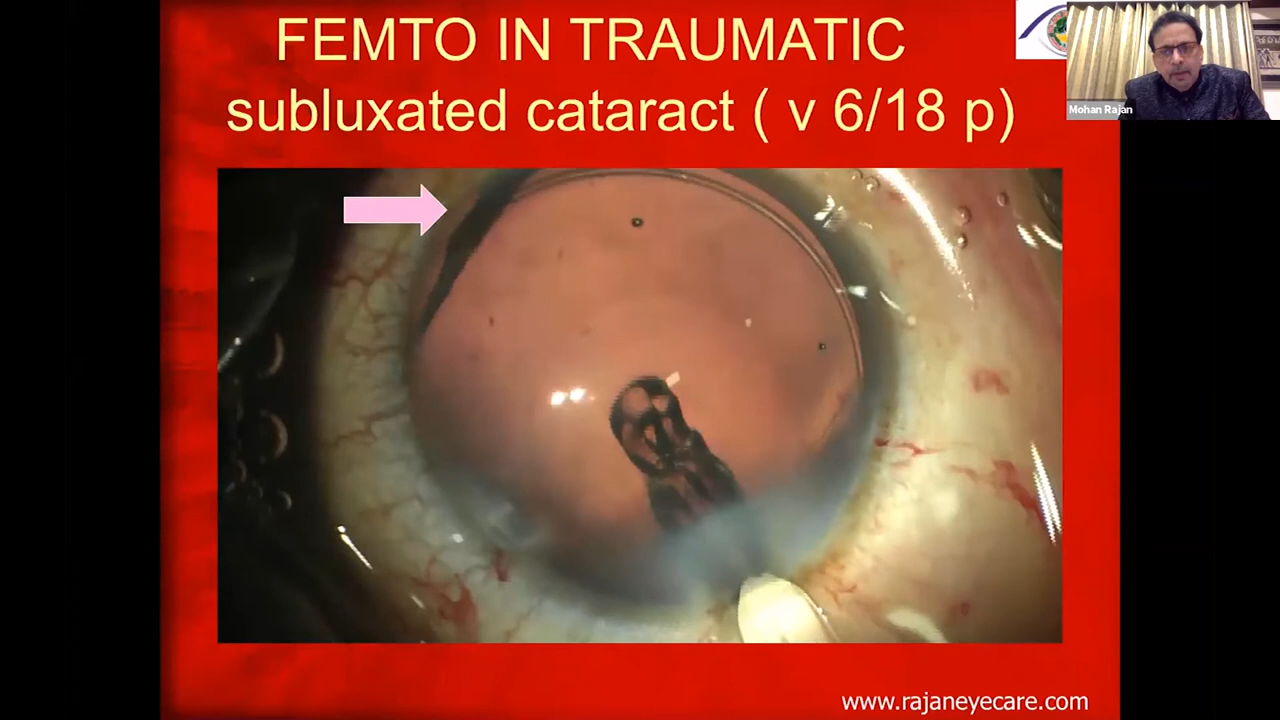 FEMTO IN TRAUMATIC
subluxated cataract ( v 6/18 p)
Mohan Rajan
www.rajaneyecare.com